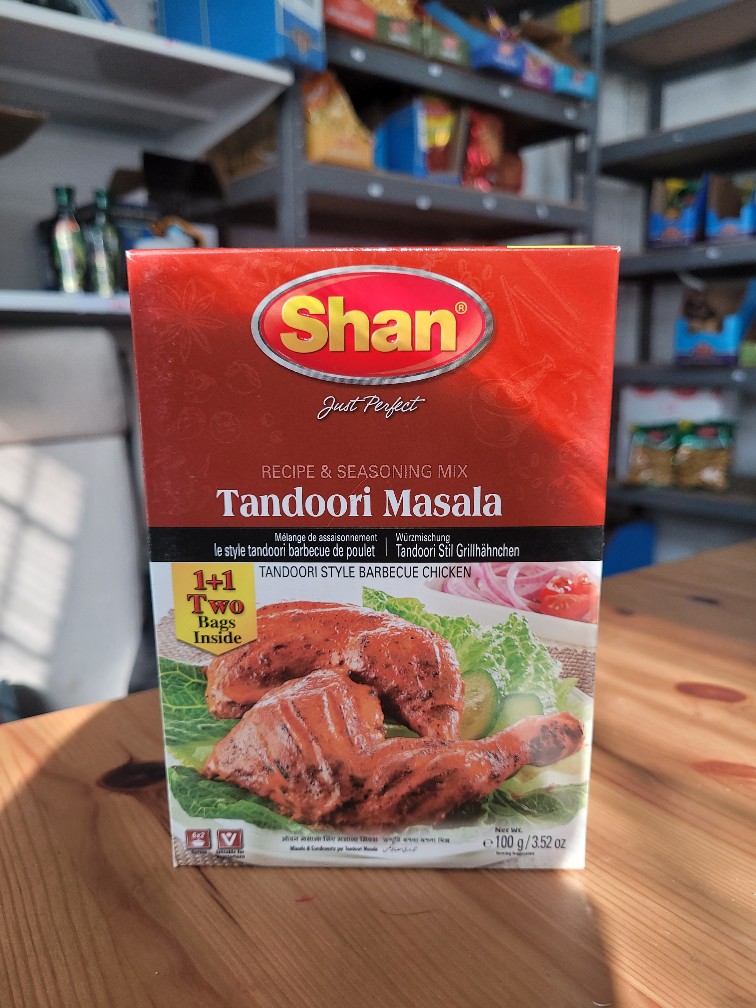 Shan®
Just Perfect
RECIPE & SEASONING MIX
Tandoori Masala
Mélange de assaisonnement
le style tandoori barbecue de poulet
Würzmischung
Tandoori Stil Grillhähnchen
1+1
Two
Bags
Inside
TANDOORI STYLE BARBECUE CHICKEN
6x2
V
Net Wt.
e 100 g / 3.52 oz